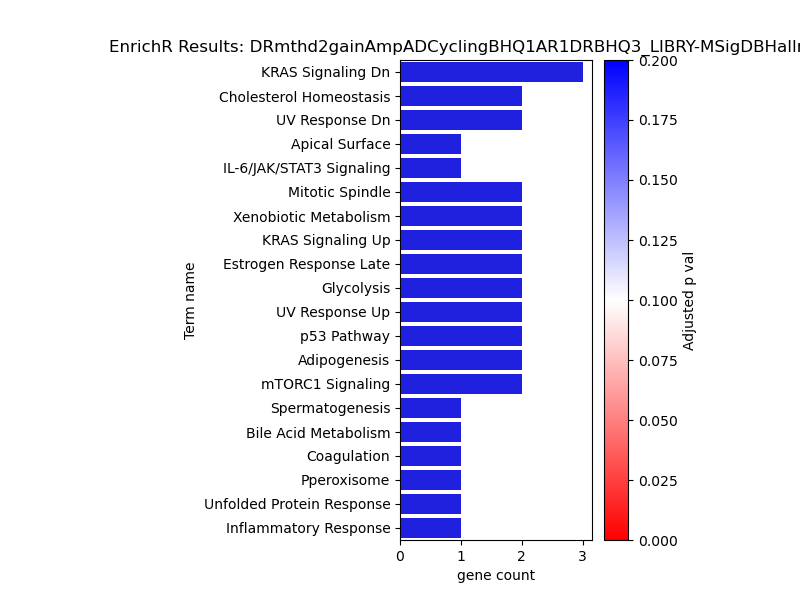 EnrichR Results: DRmthd2gainAmpADCyclingBHQ1AR1DRBHQ3_LIBRY-MSigDBHall
KRAS Signaling Dn
Cholesterol Homeostasis
UV Response Dn
Apical Surface
IL-6/JAK/STAT3 Signaling
Mitotic Spindle
Xenobiotic Metabolism
KRAS Signaling Up
Estrogen Response Late
Glycolysis
UV Response Up
p53 Pathway
Adipogenesis
mTORC1 Signaling
Spermatogenesis
Bile Acid Metabolism
Coagulation
Pperoxisome
Unfolded Protein Response
Inflammatory Response
Term name
0 1 2 3
gene count
0.200
0.175
0.150
0.125
0.100
0.075
0.050
0.025
0.000
Adjusted p val